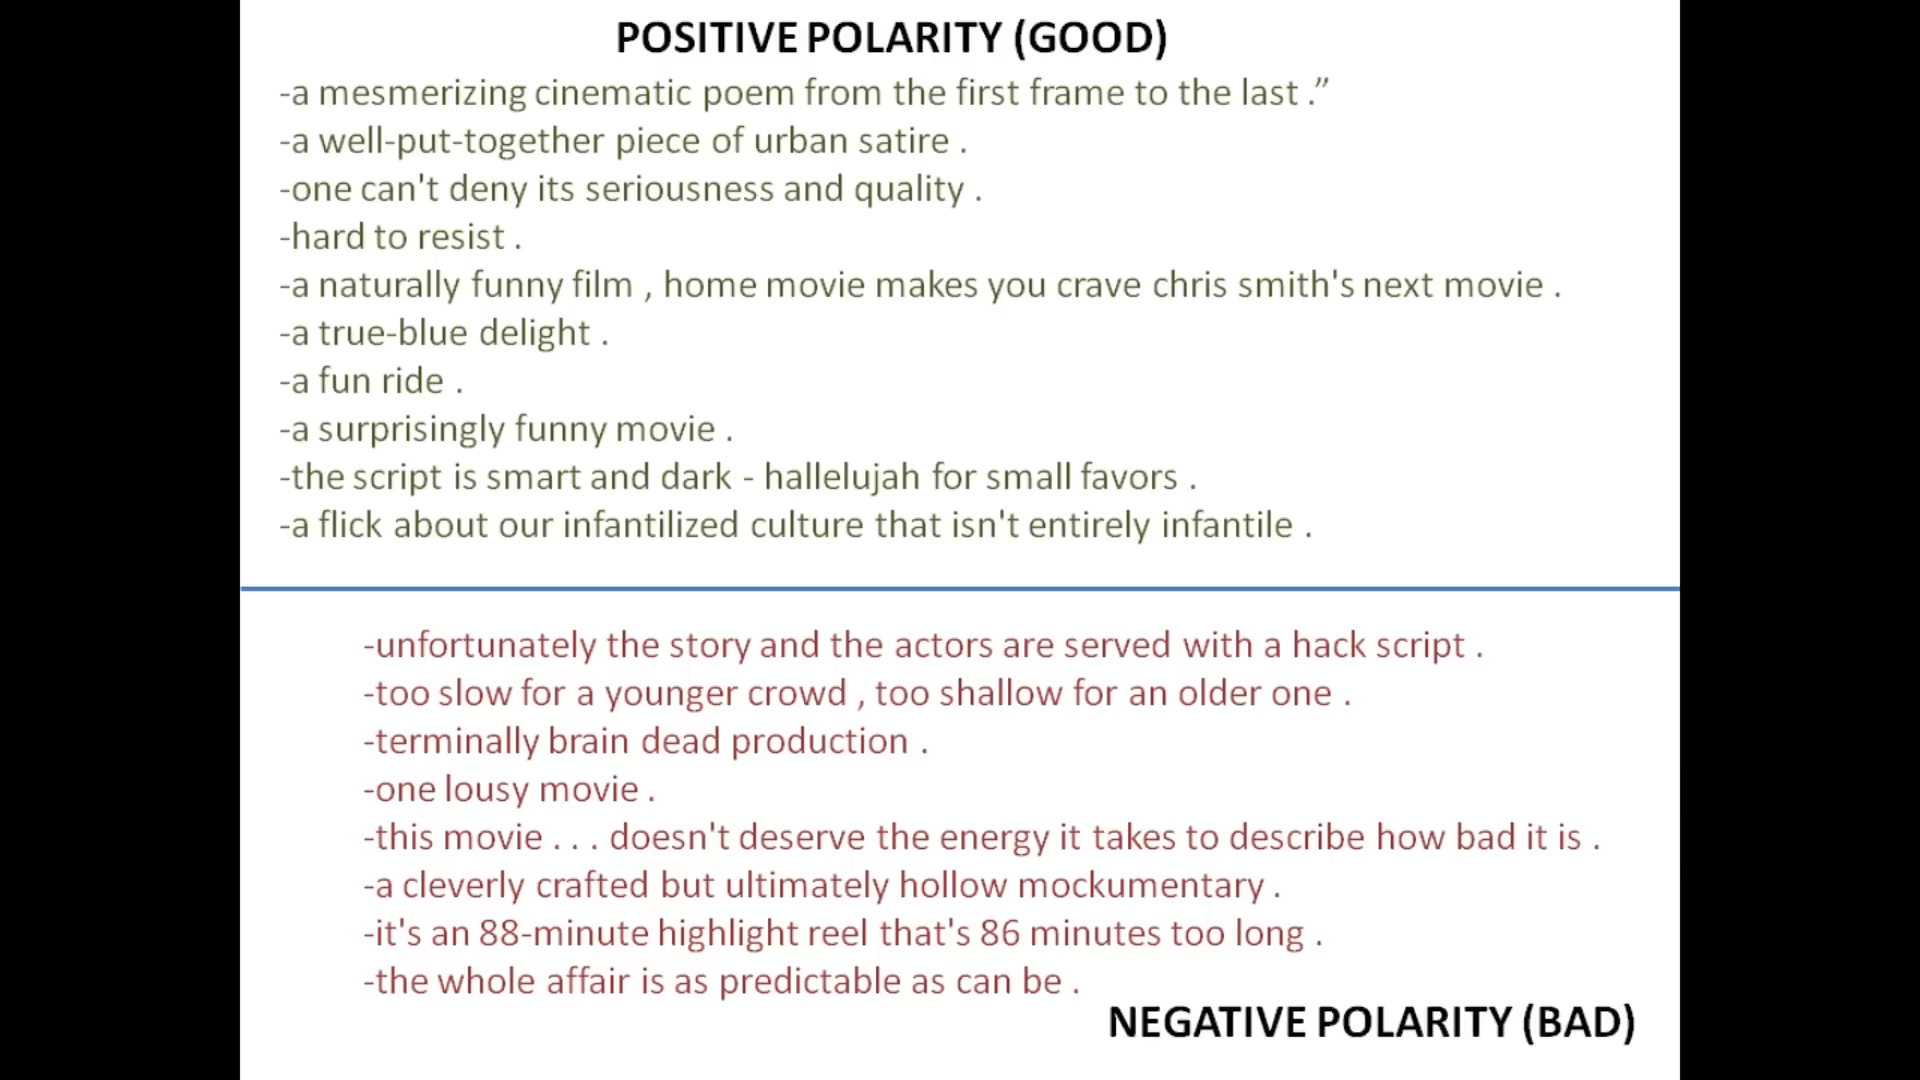 POSITIVE POLARITY (GOOD)
-a mesmerizing cinematic poem from the first frame to the last .”
-a well-put-together piece of urban satire .
-one can't deny its seriousness and quality .
-hard to resist .
-a naturally funny film , home movie makes you crave chris smith's next movie .
-a true-blue delight .
-a fun ride .
-a surprisingly funny movie .
-the script is smart and dark - hallelujah for small favors .
-a flick about our infantilized culture that isn't entirely infantile .
-unfortunately the story and the actors are served with a hack script .
-too slow for a younger crowd , too shallow for an older one .
-terminally brain dead production .
-one lousy movie .
-this movie . . . doesn't deserve the energy it takes to describe how bad it is .
-a cleverly crafted but ultimately hollow mockumentary .
-it's an 88-minute highlight reel that's 86 minutes too long .
-the whole affair is as predictable as can be .
NEGATIVE POLARITY (BAD)